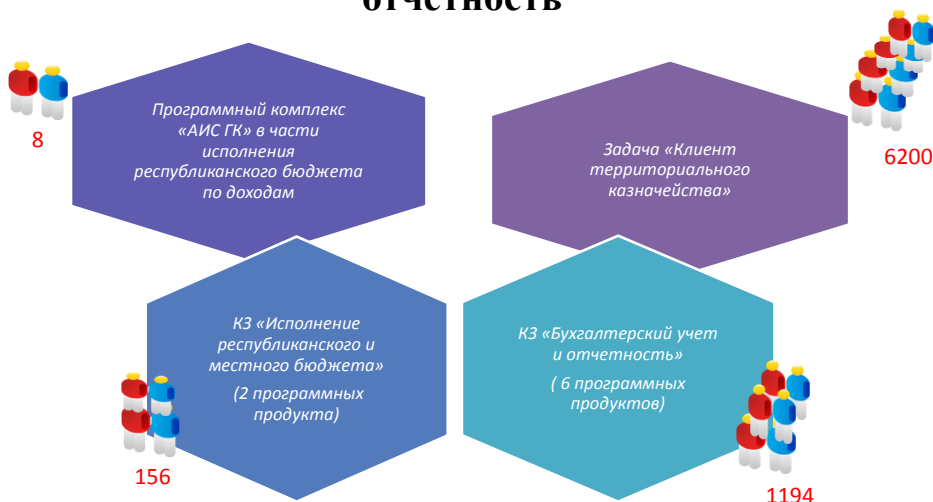 отчетность
8
Программный комплекс
«АИС ГК» в части
исполнения
республиканского бюджета
по доходам
Задача «Клиент
территориального
казначейства»
6200
КЗ «Исполнение
республиканского и
местного бюджета»
(2 программных
продукта)
156
КЗ «Бухгалтерский учет
и отчетность»
( 6 программных
продуктов)
1194